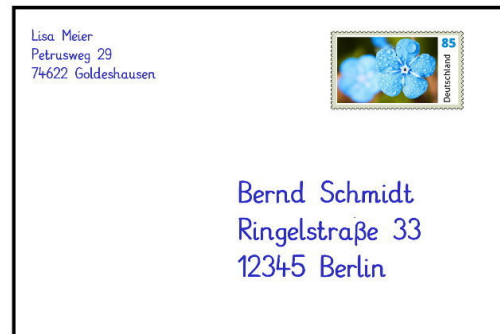 Lisa Meier
Petrusweg 29
74622 Goldeshausen
85
Deutschland
Bernd Schmidt
Ringelstraße 33
12345 Berlin